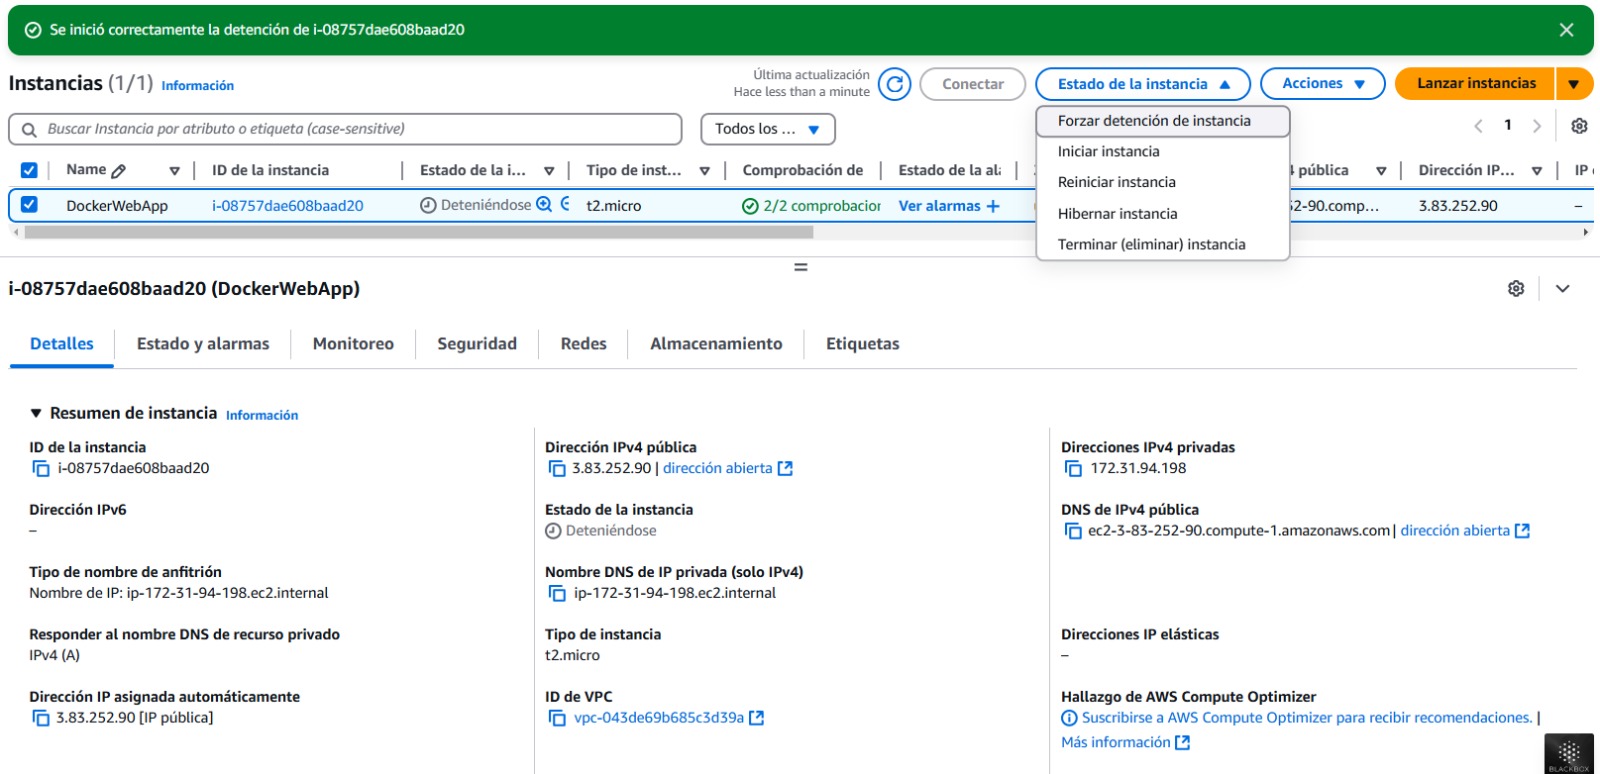 Se inició correctamente la detención de i-08757dae608baad20
Instancias (1/1) Información
Última actualización
Hace less than a minute
Conectar
Estado de la instancia
Acciones
Lanzar instancias
Buscar Instancia por atributo o etiqueta (case-sensitive)
Todos los ...
1
Forzar detención de instancia
Iniciar instancia
Reiniciar instancia
Hibernar instancia
Terminar (eliminar) instancia
Name ID de la instancia Estado de la i... Tipo de inst... Comprobación de Estado de la al pública Dirección IP... IP
DockerWebApp i-08757dae608baad20 Deteniéndose t2.micro 2/2 comprobacior Ver alarmas + 52-90.comp... 3.83.252.90 –
i-08757dae608baad20 (DockerWebApp)
Detalles Estado y alarmas Monitoreo Seguridad Redes Almacenamiento Etiquetas
Resumen de instancia Información
ID de la instancia
i-08757dae608baad20
Dirección IPv4 pública
3.83.252.90 | dirección abierta
Direcciones IPv4 privadas
172.31.94.198
Dirección IPv6
–
Estado de la instancia
Deteniéndose
DNS de IPv4 pública
ec2-3-83-252-90.compute-1.amazonaws.com | dirección abierta
Tipo de nombre de anfitrión
Nombre de IP: ip-172-31-94-198.ec2.internal
Nombre DNS de IP privada (solo IPv4)
ip-172-31-94-198.ec2.internal
Responder al nombre DNS de recurso privado
IPv4 (A)
Tipo de instancia
t2.micro
Direcciones IP elásticas
–
Dirección IP asignada automáticamente
3.83.252.90 [IP pública]
ID de VPC
vpc-043de69b685c3d39a
Hallazgo de AWS Compute Optimizer
Suscribirse a AWS Compute Optimizer para recibir recomendaciones. |
Más información
BLACKBOX